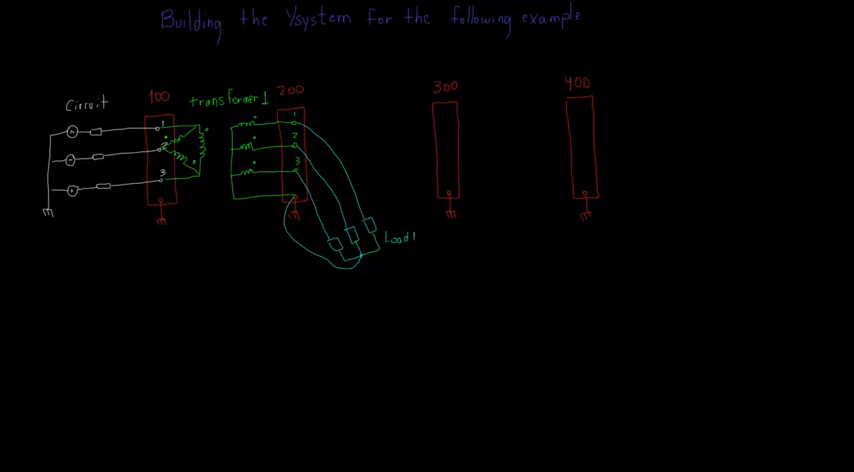 Building the Ysystem for the following example
Circuit 100 transformer 1 200 300 400
1 1
2 2
3 3
Load 1